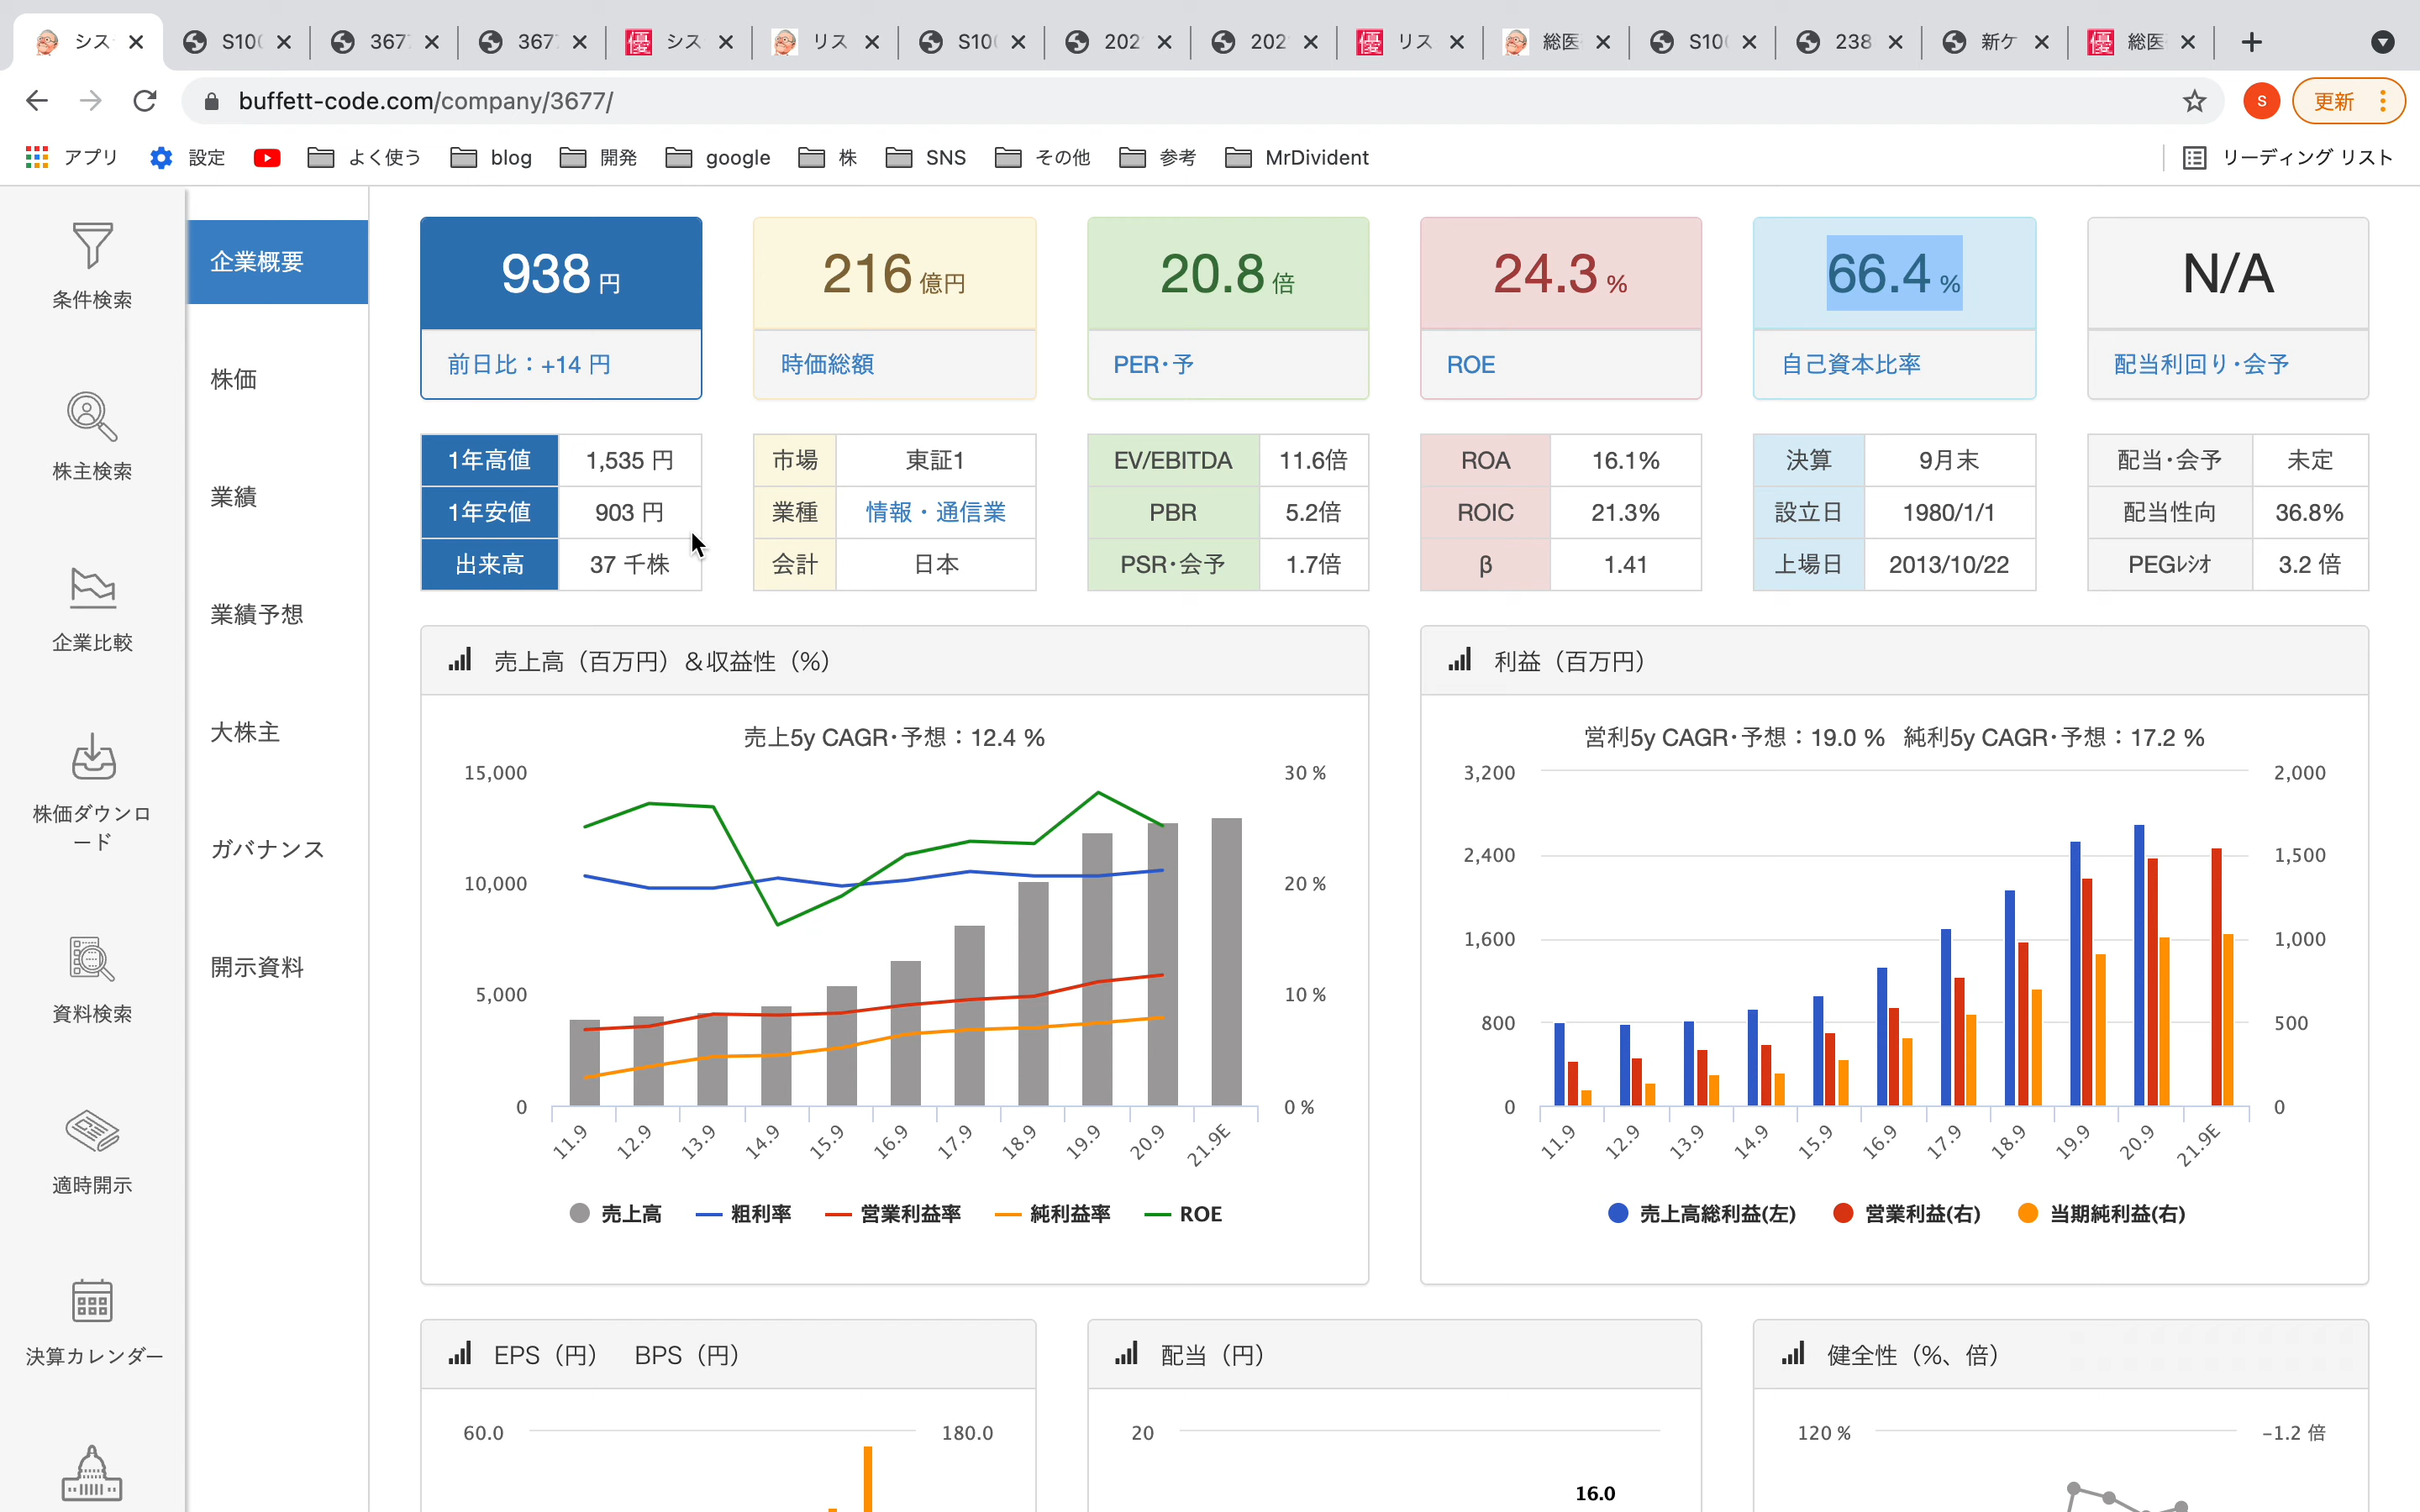 シス S10 367 367 シス リス S10 202 202 リス 総医 S10 238 新ケ 総医
buffett-code.com/company/3677/ S 更新
アプリ 設定 よく使う blog 開発 google 株 SNS その他 参考 MrDivident リーディング リスト
条件検索
株主検索
企業比較
株価ダウンロ
ード
資料検索
適時開示
決算カレンダー
企業概要
株価
業績
業績予想
大株主
ガバナンス
開示資料
938 円
前日比：+14 円
216 億円
時価総額
20.8 倍
PER･予
24.3 %
ROE
66.4 %
自己資本比率
N/A
配当利回り･会予
1年高値 1,535 円
1年安値 903 円
出来高 37 千株
市場 東証1
業種 情報・通信業
会計 日本
EV/EBITDA 11.6倍
PBR 5.2倍
PSR･会予 1.7倍
ROA 16.1%
ROIC 21.3%
β 1.41
決算 9月末
設立日 1980/1/1
上場日 2013/10/22
配当･会予 未定
配当性向 36.8%
PEGﾚｼｵ 3.2 倍
売上高（百万円）＆収益性（%）
売上5y CAGR･予想：12.4 %
15,000 30 %
10,000 20 %
5,000 10 %
0 0 %
11.9 12.9 13.9 14.9 15.9 16.9 17.9 18.9 19.9 20.9 21.9E
売上高 粗利率 営業利益率 純利益率 ROE
利益（百万円）
営利5y CAGR･予想：19.0 % 純利5y CAGR･予想：17.2 %
3,200 2,000
2,400 1,500
1,600 1,000
800 500
0 0
11.9 12.9 13.9 14.9 15.9 16.9 17.9 18.9 19.9 20.9 21.9E
売上高総利益(左) 営業利益(右) 当期純利益(右)
EPS（円） BPS（円）
60.0 180.0
配当（円）
20
16.0
健全性（%、倍）
120 % -1.2 倍